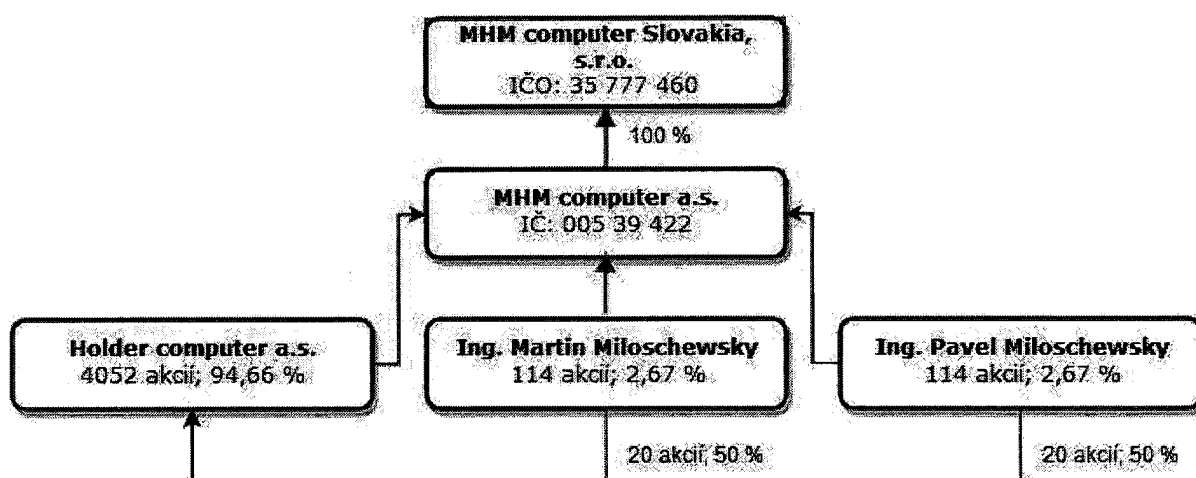 MHM computer Slovakia,
s.r.o.
IČO: 35 777 460
100 %
MHM computer a.s.
IČ: 005 39 422
Holder computer a.s.
4052 akcií; 94,66 %
Ing. Martin Miloschewsky
114 akcií; 2,67 %
Ing. Pavel Miloschewsky
114 akcií; 2,67 %
20 akcií; 50 %
20 akcií; 50 %